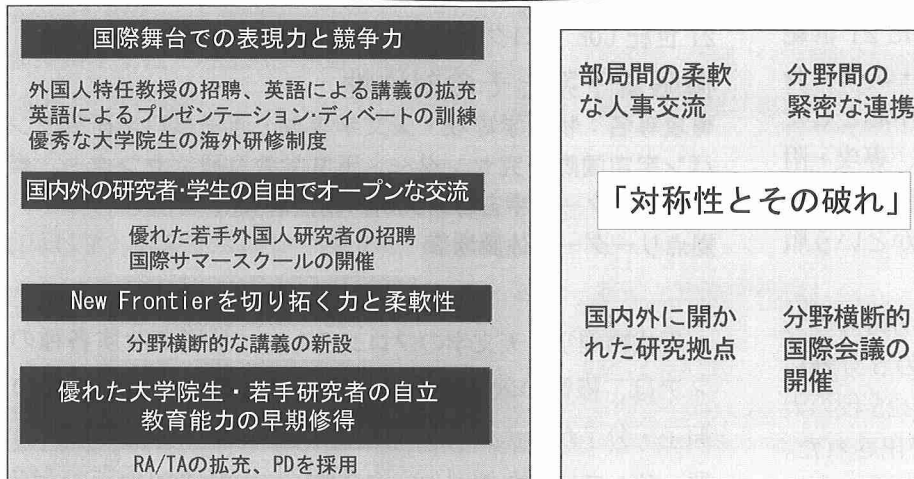 国際舞台での表現力と競争力
外国人特任教授の招聘、英語による講義の拡充
英語によるプレゼンテーション・ディベートの訓練
優秀な大学院生の海外研修制度
国内外の研究者・学生の自由でオープンな交流
優れた若手外国人研究者の招聘
国際サマースクールの開催
New Frontierを切り拓く力と柔軟性
分野横断的な講義の新設
優れた大学院生・若手研究者の自立
教育能力の早期修得
RA/TAの拡充、PDを採用
部局間の柔軟
な人事交流
分野間の
緊密な連携
「対称性とその破れ」
国内外に開か
れた研究拠点
分野横断的
国際会議の
開催